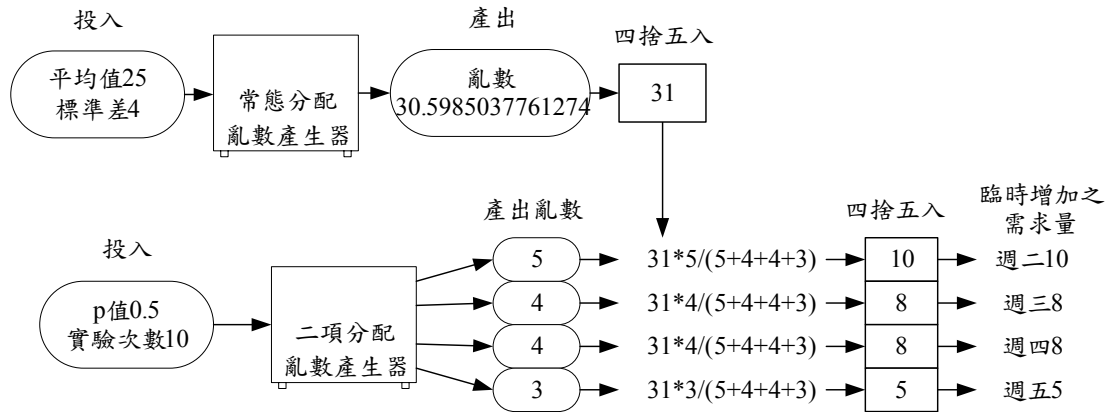 投入
產出
四捨五入
平均值25
標準差4
常態分配
亂數產生器
亂數
30.5985037761274
31
投入
產出亂數
四捨五入
臨時增加之
需求量
p值0.5
實驗次數10
二項分配
亂數產生器
5
31*5/(5+4+4+3)
10
週二10
4
31*4/(5+4+4+3)
8
週三8
4
31*4/(5+4+4+3)
8
週四8
3
31*3/(5+4+4+3)
5
週五5